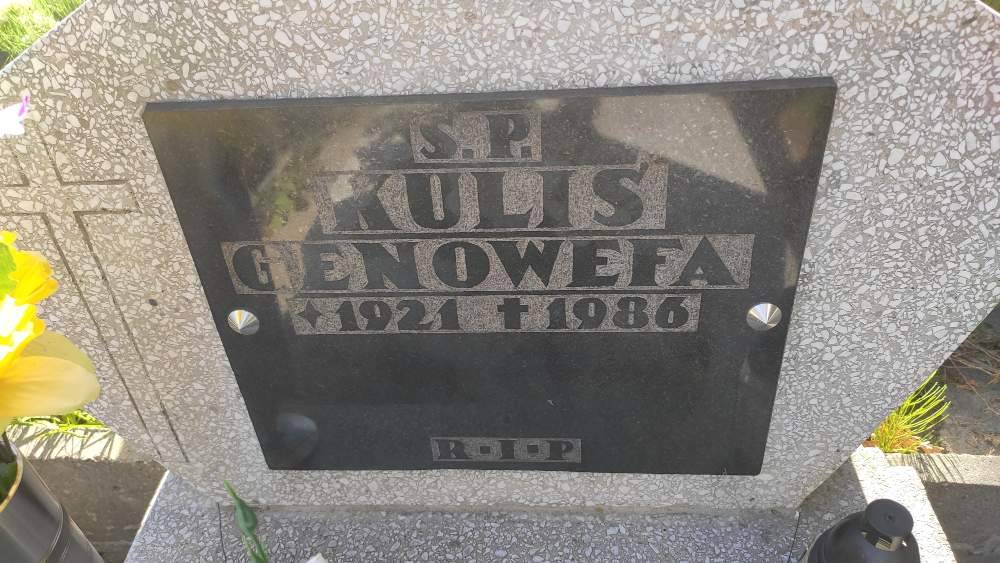 S.P.
KULIS
GENOWEFA
✦ 1921 ✝ 1986
R-I-P